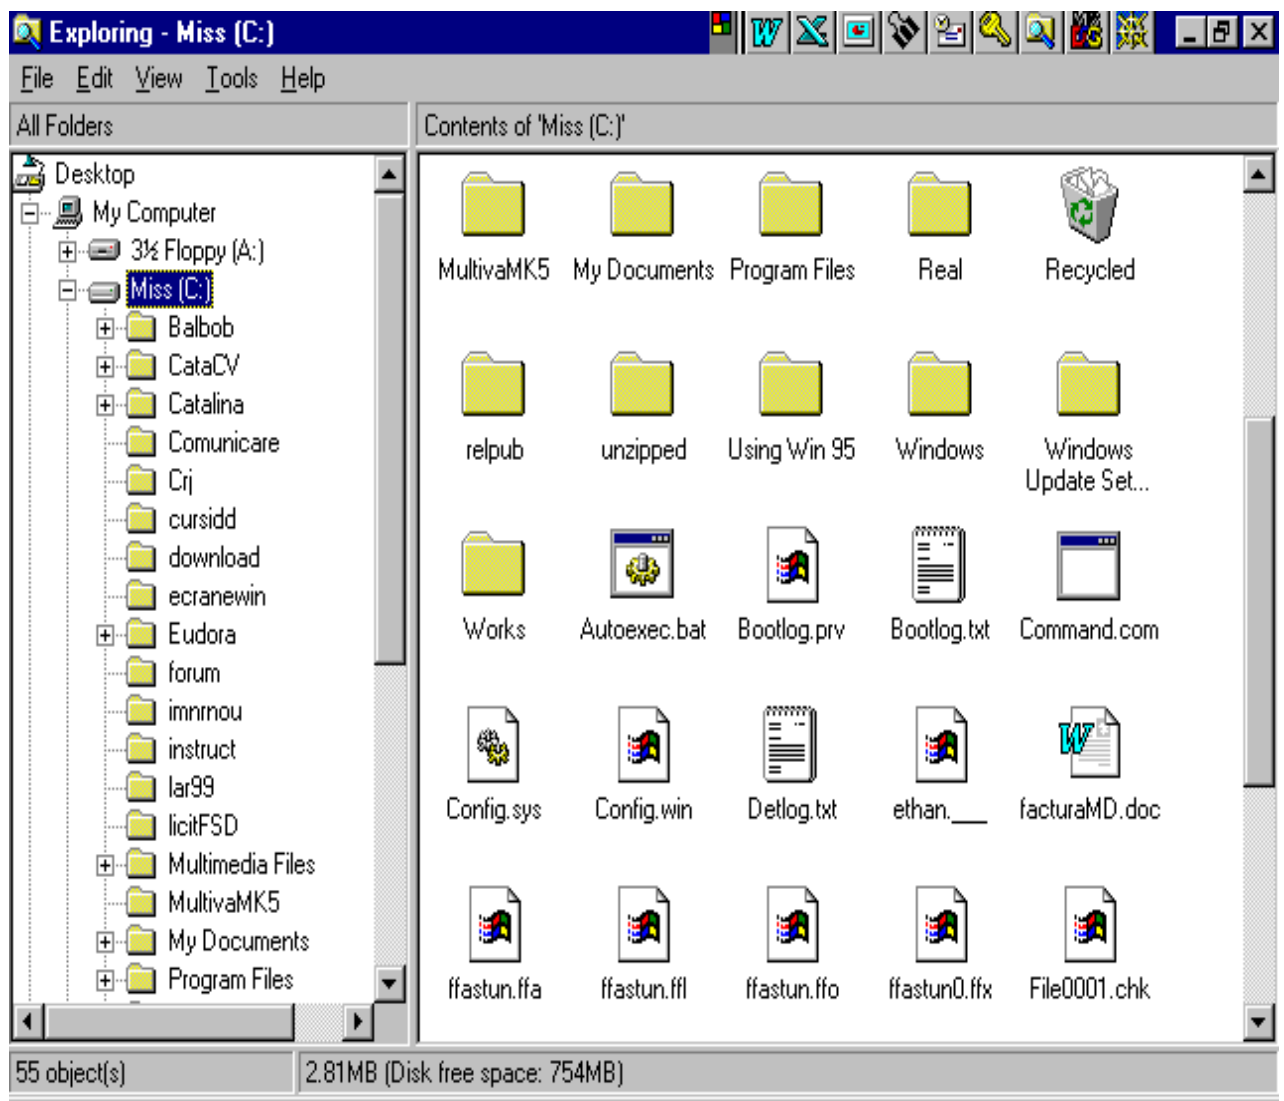 Exploring - Miss (C:)
File Edit View Tools Help
All Folders
Contents of 'Miss (C:)'
Desktop
My Computer
3½ Floppy (A:)
Miss (C:)
Balbob
CataCV
Catalina
Comunicare
Crj
cursidd
download
ecranewin
Eudora
forum
imnrnou
instruct
lar99
licitFSD
Multimedia Files
MultivaMK5
My Documents
Program Files
MultivaMK5 My Documents Program Files Real Recycled
relpub unzipped Using Win 95 Windows Windows
Update Set...
Works Autoexec.bat Bootlog.prv Bootlog.txt Command.com
Config.sys Config.win Detlog.txt ethan.___ facturaMD.doc
ffastun.ffa ffastun.ffl ffastun.ffo ffastun0.ffx File0001.chk
55 object(s)
2.81MB (Disk free space: 754MB)